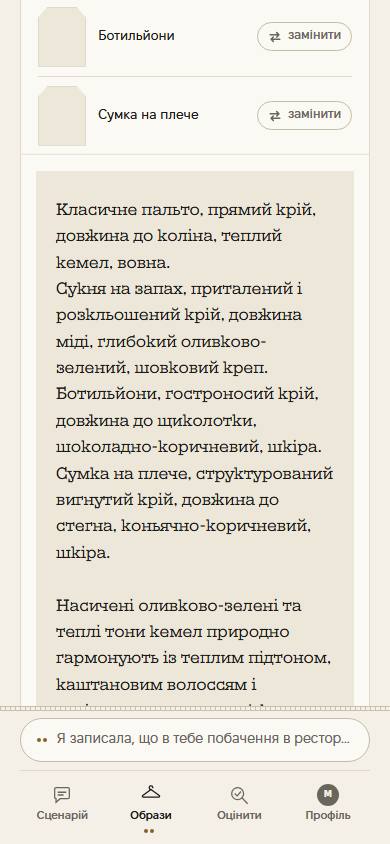 Ботильйони
замінити
Сумка на плече
замінити
Класичне пальто, прямий крій,
довжина до коліна, теплий
кемел, вовна.
Сукня на запах, приталений і
розкльошений крій, довжина
міді, глибокий оливково-
зелений, шовковий креп.
Ботильйони, гостроносий крій,
довжина до щиколотки,
шоколадно-коричневий, шкіра.
Сумка на плече, структурований
вигнутий крій, довжина до
стегна, коньячно-коричневий,
шкіра.
Насичені оливково-зелені та
теплі тони кемел природно
гармонують із теплим підтоном,
каштановим волоссям і
Я записала, що в тебе побачення в рестор...
Сценарій
Образи
Оцінити
М
Профіль